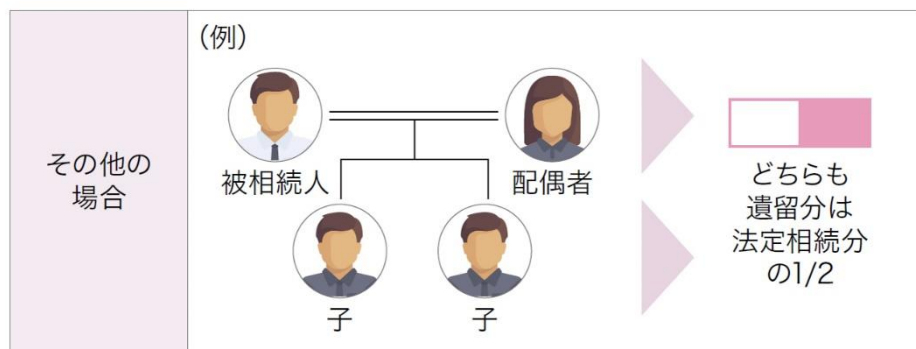 その他の
場合
(例)
被相続人
配偶者
子
子
どちらも
遺留分は
法定相続分
の1/2